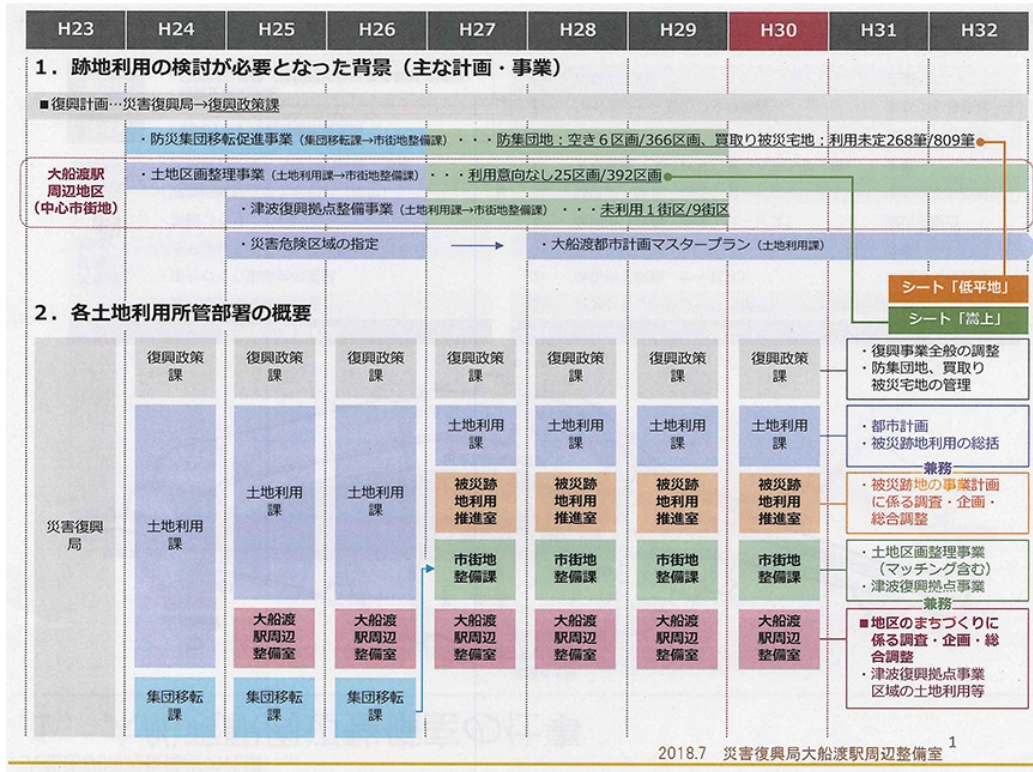 H23 H24 H25 H26 H27 H28 H29 H30 H31 H32
1．跡地利用の検討が必要となった背景（主な計画・事業）
■復興計画…災害復興局→復興政策課
・防災集団移転促進事業（集団移転課→市街地整備課）・・・防集団地：空き６区画/366区画、買取り被災宅地：利用未定268筆/809筆
大船渡駅
周辺地区
（中心市街地）
・土地区画整理事業（土地利用課→市街地整備課）・・・利用意向なし25区画/392区画
・津波復興拠点整備事業（土地利用課→市街地整備課）・・・未利用１街区/9街区
・災害危険区域の指定
・大船渡都市計画マスタープラン（土地利用課）
シート「低平地」
シート「嵩上」
2．各土地利用所管部署の概要
災害復興
局
復興政策
課
土地利用
課
集団移転
課
復興政策
課
土地利用
課
大船渡
駅周辺
整備室
集団移転
課
復興政策
課
土地利用
課
大船渡
駅周辺
整備室
集団移転
課
復興政策
課
土地利用
課
被災跡
地利用
推進室
市街地
整備課
大船渡
駅周辺
整備室
復興政策
課
土地利用
課
被災跡
地利用
推進室
市街地
整備課
大船渡
駅周辺
整備室
復興政策
課
土地利用
課
被災跡
地利用
推進室
市街地
整備課
大船渡
駅周辺
整備室
復興政策
課
土地利用
課
被災跡
地利用
推進室
市街地
整備課
大船渡
駅周辺
整備室
・復興事業全般の調整
・防集団地、買取り
被災宅地の管理
・都市計画
・被災跡地利用の総括
兼務
・被災跡地の事業計画
に係る調査・企画・
総合調整
・土地区画整理事業
（マッチング含む）
・津波復興拠点事業
兼務
■地区のまちづくりに
係る調査・企画・総
合調整
・津波復興拠点事業
区域の土地利用等
2018.7 災害復興局大船渡駅周辺整備室
1